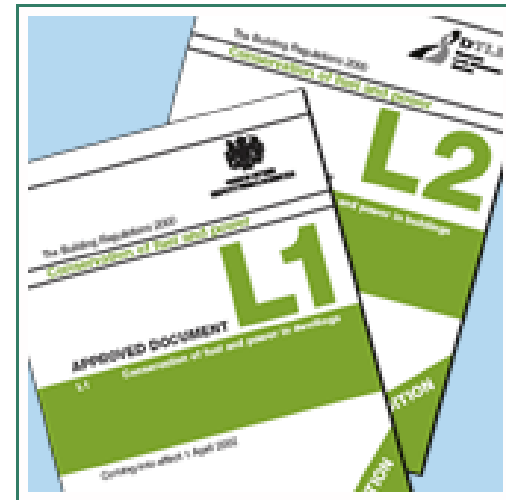 The Building Regulations 2000
Conservation of fuel and power
L1
APPROVED DOCUMENT
L1 Conservation of fuel and power in dwellings
Coming into effect 1 April 2002
ITION
The Building Regulations 2000
DTLR
Conservation of fuel and power
L2
and power in buildings
ITION